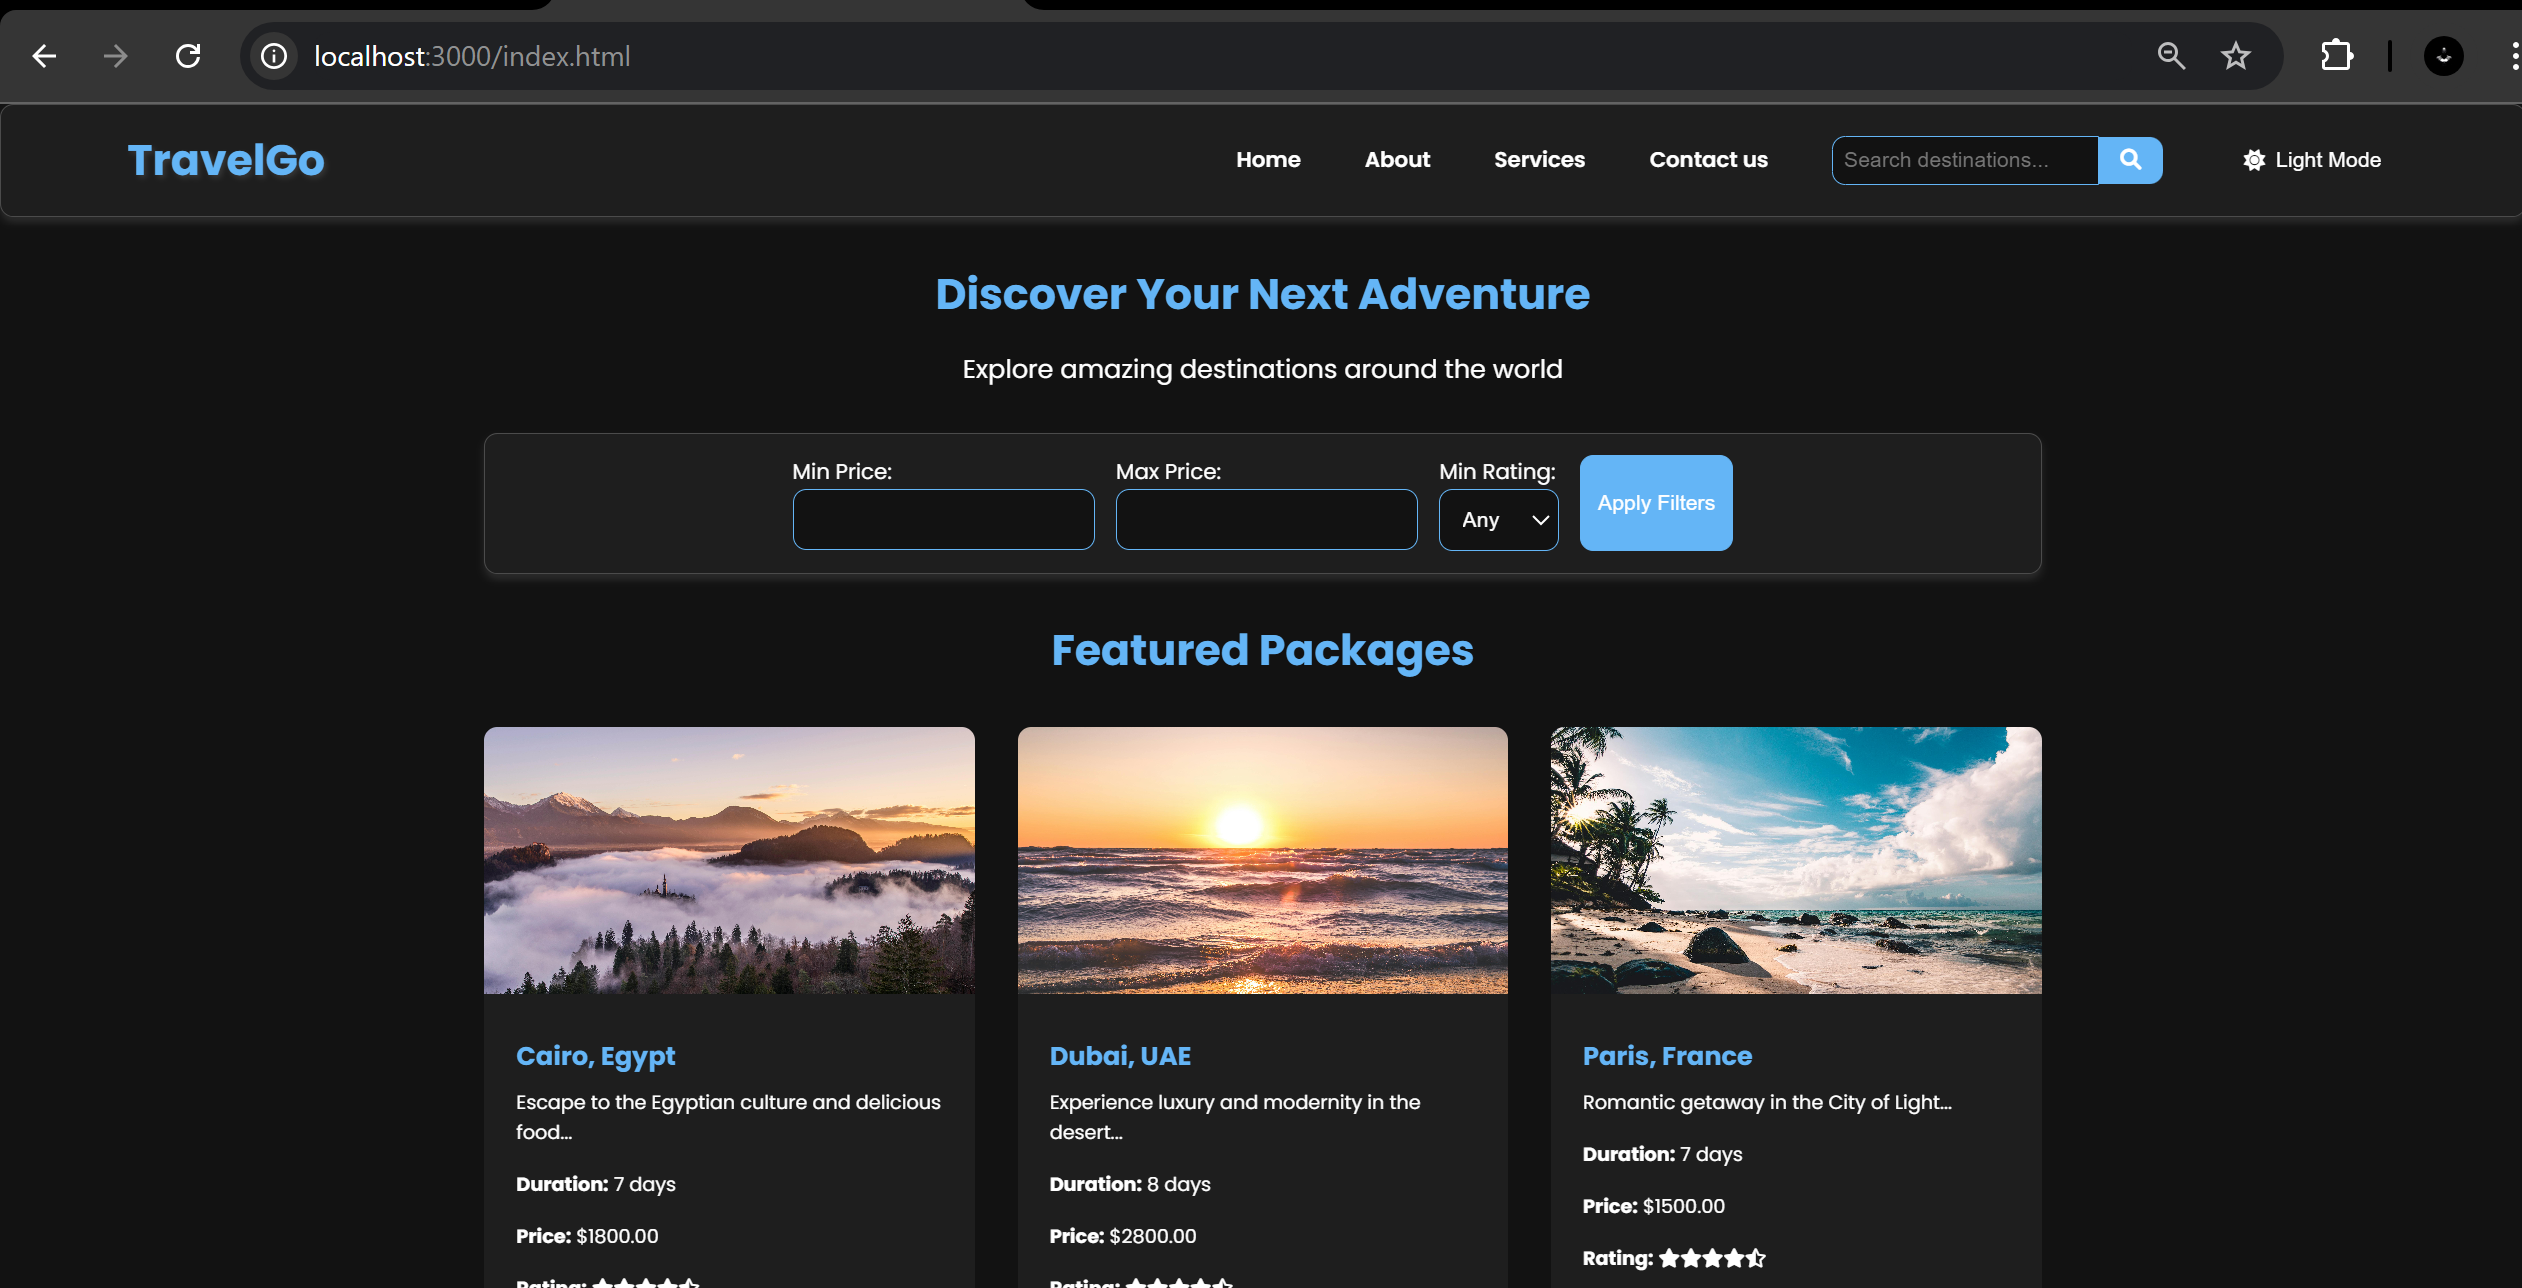 localhost:3000/index.html
TravelGo
Home About Services Contact us Search destinations... Light Mode
Discover Your Next Adventure
Explore amazing destinations around the world
Min Price: Max Price: Min Rating:
Any Apply Filters
Featured Packages
Cairo, Egypt
Escape to the Egyptian culture and delicious
food...
Duration: 7 days
Price: $1800.00
Rating:
Dubai, UAE
Experience luxury and modernity in the
desert...
Duration: 8 days
Price: $2800.00
Rating:
Paris, France
Romantic getaway in the City of Light...
Duration: 7 days
Price: $1500.00
Rating: